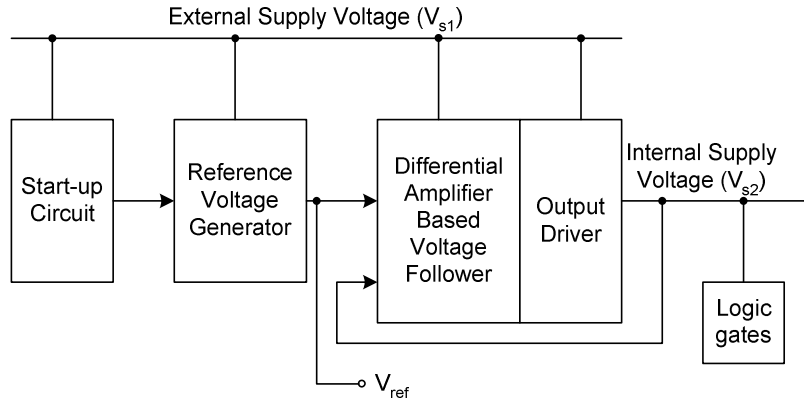 External Supply Voltage (Vs1)
Start-up
Circuit
Reference
Voltage
Generator
Differential
Amplifier
Based
Voltage
Follower
Output
Driver
Internal Supply
Voltage (Vs2)
Logic
gates
Vref